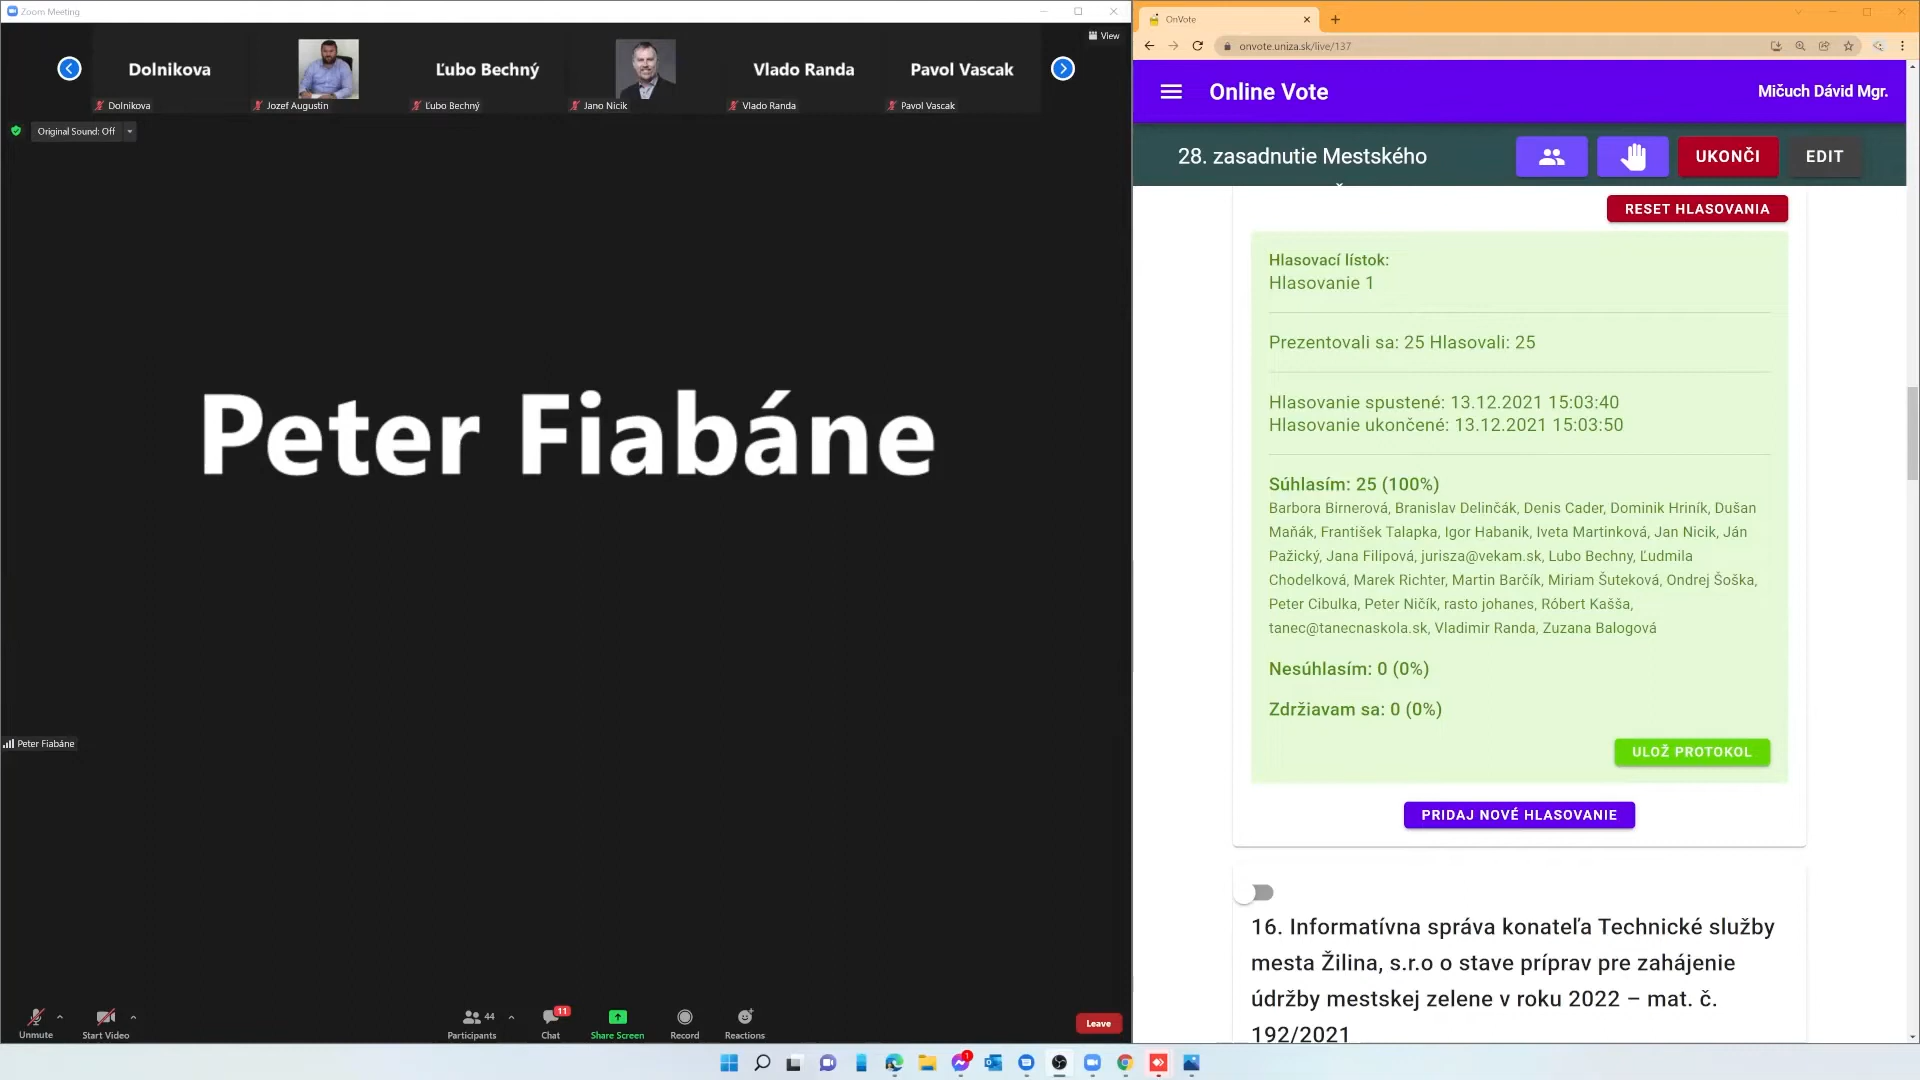 Zoom Meeting
View
Dolnikova
Ľubo Bechný
Vlado Randa
Pavol Vascak
Dolnikova
Jozef Augustín
Ľubo Bechný
Jano Nicik
Vlado Randa
Pavol Vascak
Original Sound: Off
Peter Fiabáne
Peter Fiabáne
Unmute
Start Video
44
Participants
11
Chat
Share Screen
Record
Reactions
Leave
OnVote
onvote.uniza.sk/live/137
Online Vote
Mičuch Dávid Mgr.
28. zasadnutie Mestského
UKONČI
EDIT
RESET HLASOVANIA
Hlasovací lístok:
Hlasovanie 1
Prezentovali sa: 25 Hlasovali: 25
Hlasovanie spustené: 13.12.2021 15:03:40
Hlasovanie ukončené: 13.12.2021 15:03:50
Súhlasím: 25 (100%)
Barbora Birnerová, Branislav Delinčák, Denis Cader, Dominik Hriník, Dušan
Maňák, František Talapka, Igor Habanik, Iveta Martinková, Jan Nicik, Ján
Pažický, Jana Filipová, jurisza@vekam.sk, Lubo Bechny, Ľudmila
Chodelková, Marek Richter, Martin Barčík, Miriam Šuteková, Ondrej Šoška,
Peter Cibulka, Peter Ničík, rasto johanes, Róbert Kašša,
tanec@tanecnaskola.sk, Vladimir Randa, Zuzana Balogová
Nesúhlasím: 0 (0%)
Zdržiavam sa: 0 (0%)
ULOŽ PROTOKOL
PRIDAJ NOVÉ HLASOVANIE
16. Informatívna správa konateľa Technické služby
mesta Žilina, s.r.o o stave príprav pre zahájenie
údržby mestskej zelene v roku 2022 – mat. č.
192/2021
1